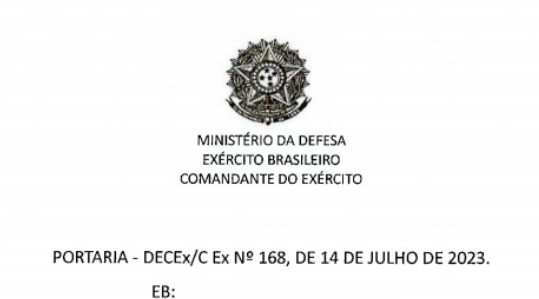 MINISTÉRIO DA DEFESA
EXÉRCITO BRASILEIRO
COMANDANTE DO EXÉRCITO
PORTARIA - DECEx/C Ex Nº 168, DE 14 DE JULHO DE 2023.
EB: